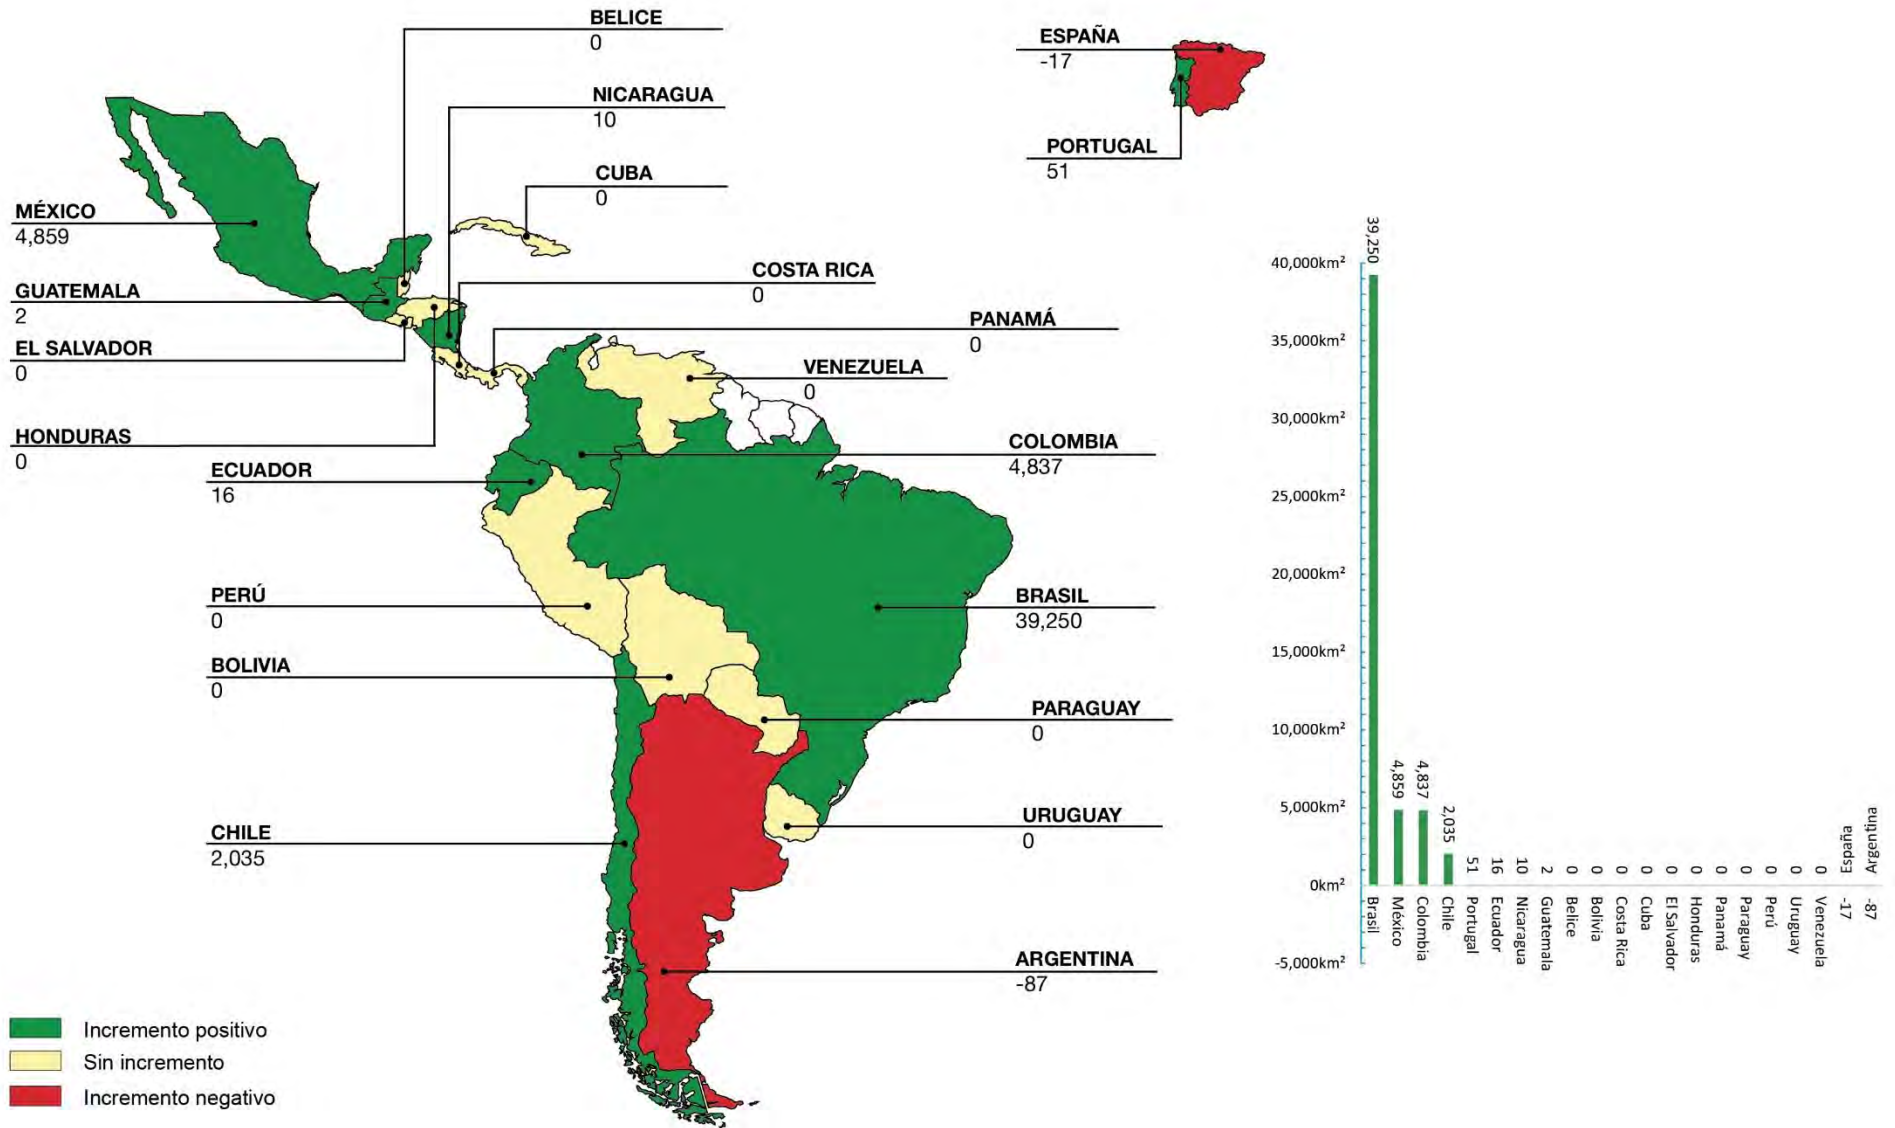 BELICE
0
NICARAGUA
10
CUBA
0
MÉXICO
4,859
GUATEMALA
2
EL SALVADOR
0
HONDURAS
0
COSTA RICA
0
PANAMÁ
0
VENEZUELA
0
COLOMBIA
4,837
ECUADOR
16
PERÚ
0
BRASIL
39,250
BOLIVIA
0
PARAGUAY
0
URUGUAY
0
CHILE
2,035
ARGENTINA
-87
ESPAÑA
-17
PORTUGAL
51
Incremento positivo
Sin incremento
Incremento negativo
40,000km²
35,000km²
30,000km²
25,000km²
20,000km²
15,000km²
10,000km²
5,000km²
0km²
-5,000km²
39,250
4,859
4,837
2,035
51
16
10
2
0
0
0
0
0
0
0
0
0
0
0
España
Argentina
Brasil
México
Colombia
Chile
Portugal
Ecuador
Nicaragua
Guatemala
Belice
Bolivia
Costa Rica
Cuba
El Salvador
Honduras
Panamá
Paraguay
Perú
Uruguay
Venezuela
-17
-87